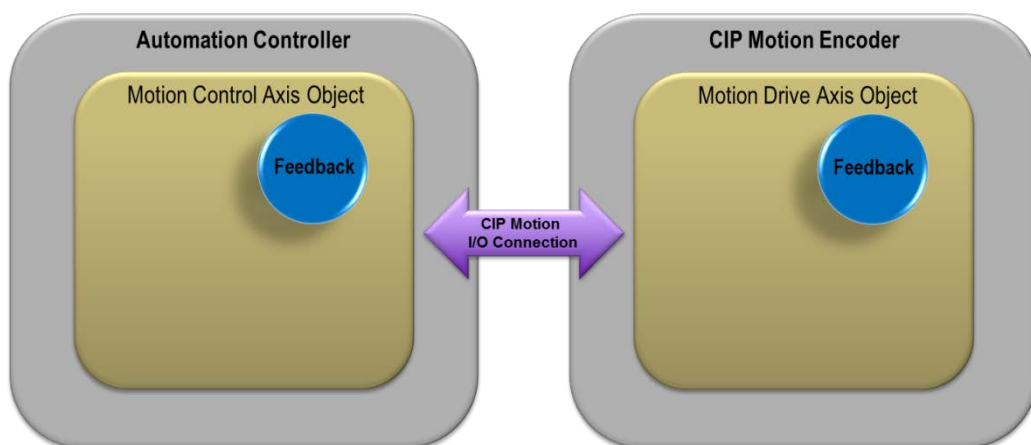 Automation Controller
Motion Control Axis Object
Feedback
CIP Motion
I/O Connection
CIP Motion Encoder
Motion Drive Axis Object
Feedback